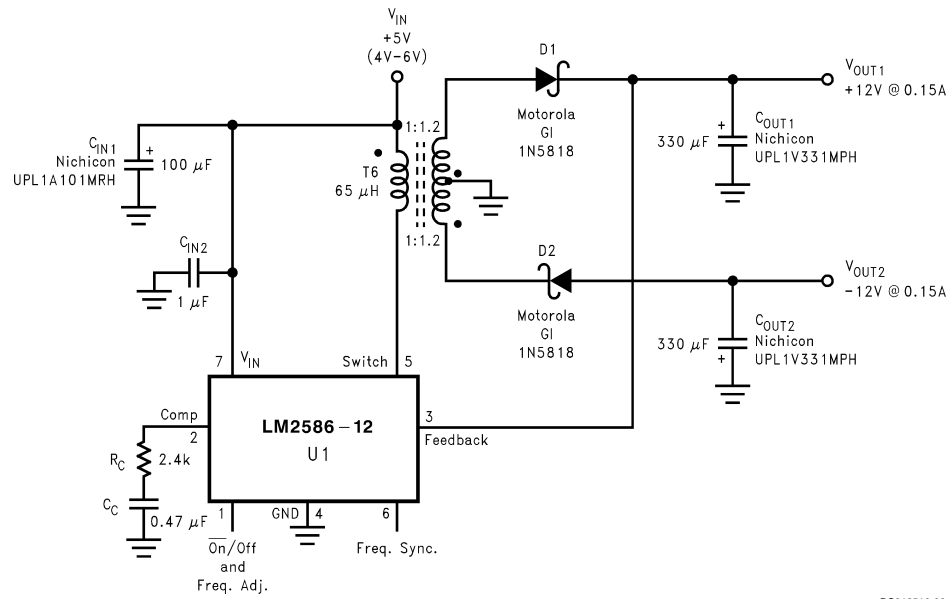 V_IN
+5V
(4V-6V)
C_IN1
Nichicon
UPL1A101MRH
+
100 μF
1:1.2
T6
65 μH
1:1.2
D1
Motorola
GI
1N5818
V_OUT1
+12V @ 0.15A
330 μF
+
C_OUT1
Nichicon
UPL1V331MPH
C_IN2
1 μF
D2
Motorola
GI
1N5818
V_OUT2
-12V @ 0.15A
330 μF
+
C_OUT2
Nichicon
UPL1V331MPH
7
V_IN
Switch
5
Comp
2
LM2586-12
U1
3
Feedback
R_C
2.4k
C_C
0.47 μF
1
GND
4
6
On/Off
and
Freq. Adj.
Freq. Sync.